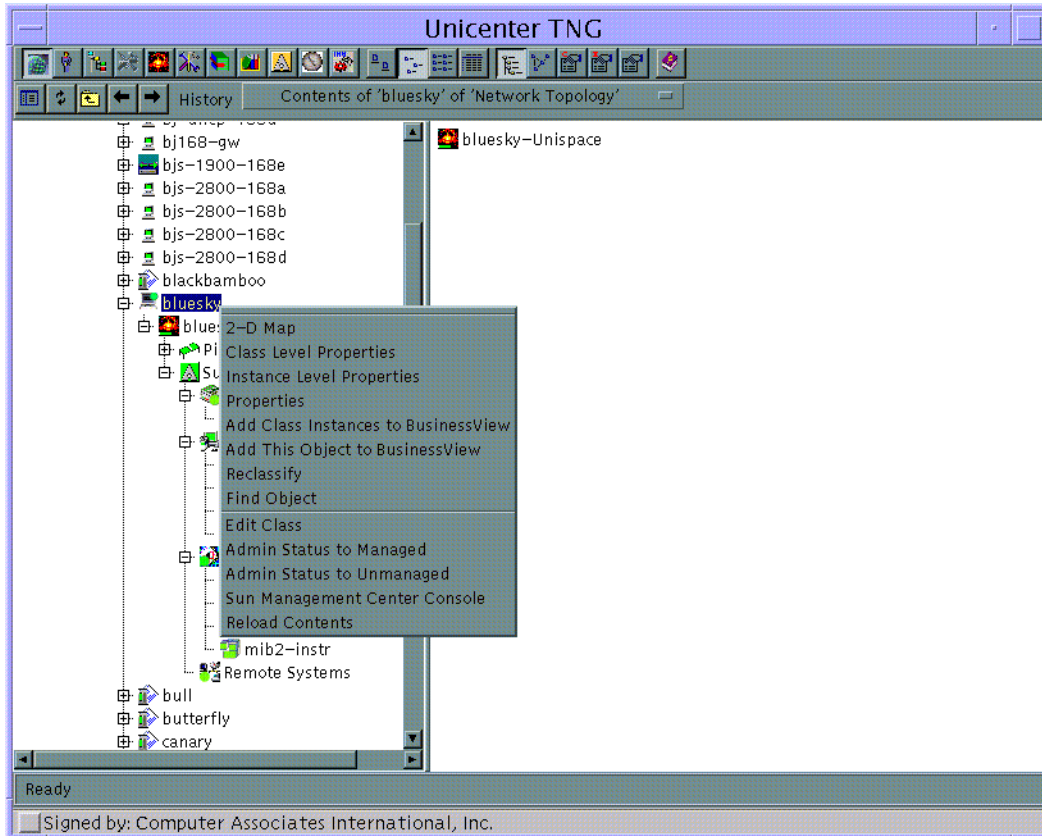 Unicenter TNG
History Contents of 'bluesky' of 'Network Topology'
bj168-gw
bjs-1900-168e
bjs-2800-168a
bjs-2800-168b
bjs-2800-168c
bjs-2800-168d
blackbamboo
bluesky
blue
Pi
Su
2-D Map
Class Level Properties
Instance Level Properties
Properties
Add Class Instances to BusinessView
Add This Object to BusinessView
Reclassify
Find Object
Edit Class
Admin Status to Managed
Admin Status to Unmanaged
Sun Management Center Console
Reload Contents
mib2-instr
Remote Systems
bull
butterfly
canary
bluesky-Unispace
Ready
Signed by: Computer Associates International, Inc.